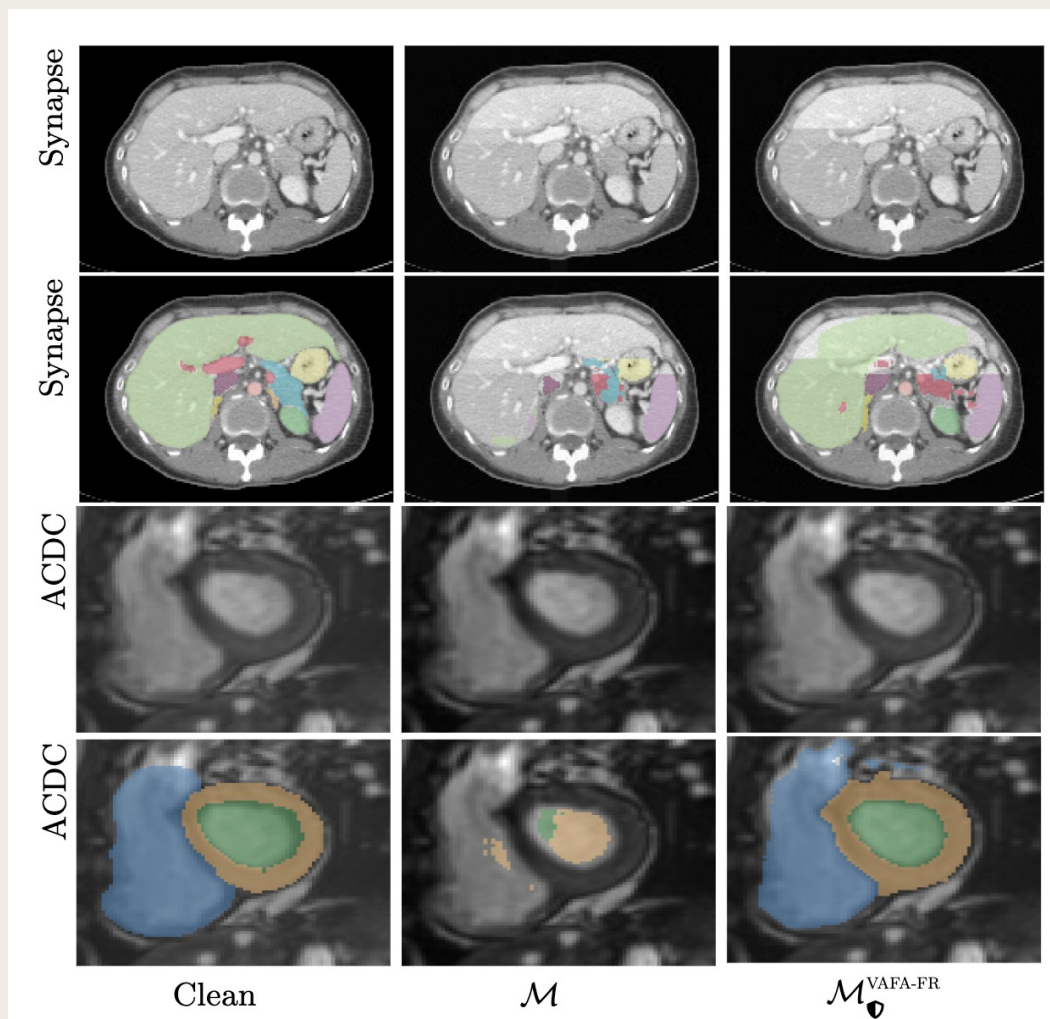 Synapse
Synapse
ACDC
ACDC
Clean
ℳ
ℳ VAFA-FR